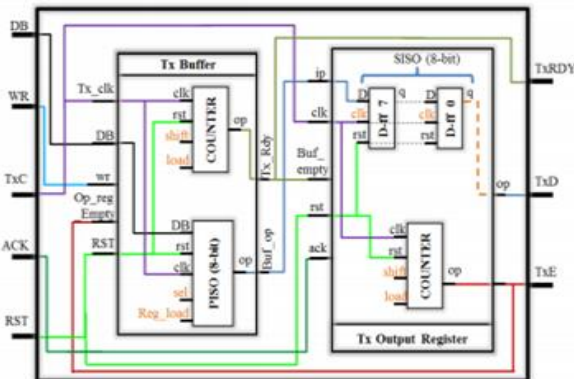 DB
WR
TxC
ACK
RST
Tx Buffer
Tx_clk
DB
wr
Op_reg
Empty
RST
clk
rst
shift
load
COUNTER
op
DB
rst
clk
sel
Reg_load
PISO (8-bit)
op
Tx_Rdy
Buf_op
SISO (8-bit)
ip
clk
Buf_
empty
rst
ack
D
clk
rst
D-ff 7
q
D
clk
rst
D-ff 0
q
op
clk
rst
shift
load
COUNTER
op
Tx Output Register
TxRDY
TxD
TxE